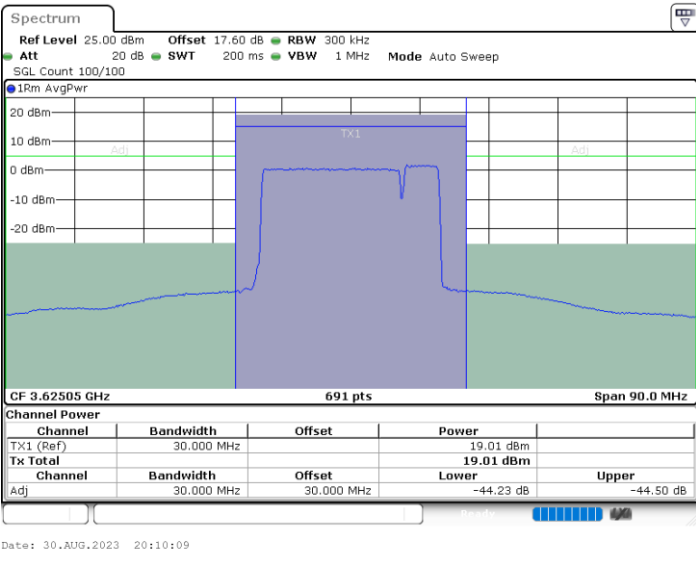 Spectrum
Ref Level 25.00 dBm Offset 17.60 dB RBW 300 kHz
Att 20 dB SWT 200 ms VBW 1 MHz Mode Auto Sweep
SGL Count 100/100
1Rm AvgPwr
20 dBm
TX1
10 dBm
Adj Adj
0 dBm
-10 dBm
-20 dBm
CF 3.62505 GHz 691 pts Span 90.0 MHz
Channel Power
Channel Bandwidth Offset Power
TX1 (Ref) 30.000 MHz 19.01 dBm
Tx Total 19.01 dBm
Channel Bandwidth Offset Lower Upper
Adj 30.000 MHz 30.000 MHz -44.23 dB -44.50 dB
Ready
Date: 30.AUG.2023 20:10:09